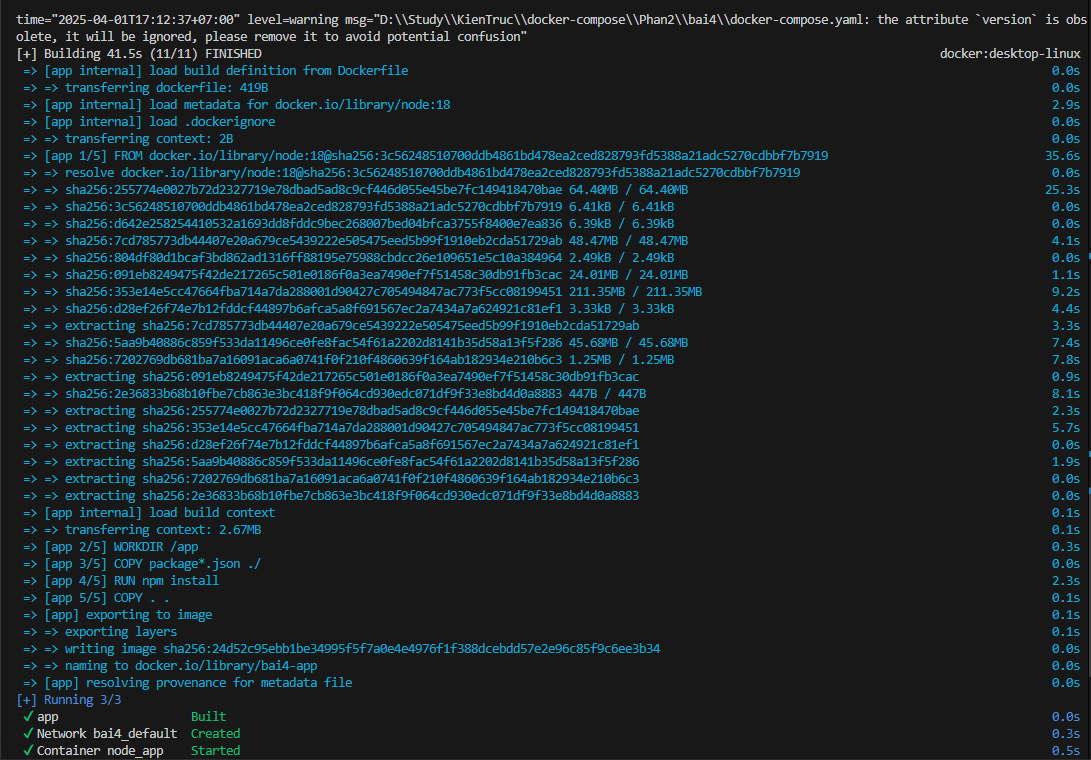 time="2025-04-01T17:12:37+07:00" level=warning msg="D:\\Study\\KienTruc\\docker-compose\\Phan2\\bai4\\docker-compose.yaml: the attribute `version` is obs
olete, it will be ignored, please remove it to avoid potential confusion"
[+] Building 41.5s (11/11) FINISHED docker:desktop-linux
=> [app internal] load build definition from Dockerfile 0.0s
=> => transferring dockerfile: 419B 0.0s
=> [app internal] load metadata for docker.io/library/node:18 2.9s
=> [app internal] load .dockerignore 0.0s
=> => transferring context: 2B 0.0s
=> [app 1/5] FROM docker.io/library/node:18@sha256:3c56248510700ddb4861bd478ea2ced828793fd5388a21adc5270cdbbf7b7919 35.6s
=> => resolve docker.io/library/node:18@sha256:3c56248510700ddb4861bd478ea2ced828793fd5388a21adc5270cdbbf7b7919 0.0s
=> => sha256:255774e0027b72d2327719e78dbad5ad8c9cf446d055e45be7fc149418470bae 64.40MB / 64.40MB 25.3s
=> => sha256:3c56248510700ddb4861bd478ea2ced828793fd5388a21adc5270cdbbf7b7919 6.41kB / 6.41kB 0.0s
=> => sha256:d642e258254410532a1693dd8fddc9bec268007bed04bfca3755f8400e7ea836 6.39kB / 6.39kB 0.0s
=> => sha256:7cd785773db44407e20a679ce5439222e505475eed5b99f1910eb2cda51729ab 48.47MB / 48.47MB 4.1s
=> => sha256:804df80d1bcaf3bd862ad1316ff88195e75988cbdcc26e109651e5c10a384964 2.49kB / 2.49kB 0.0s
=> => sha256:091eb8249475f42de217265c501e0186f0a3ea7490ef7f51458c30db91fb3cac 24.01MB / 24.01MB 1.1s
=> => sha256:353e14e5cc47664fba714a7da288001d90427c705494847ac773f5cc08199451 211.35MB / 211.35MB 9.2s
=> => sha256:d28ef26f74e7b12fddcf44897b6afca5a8f691567ec2a7434a7a624921c81ef1 3.33kB / 3.33kB 4.4s
=> => extracting sha256:7cd785773db44407e20a679ce5439222e505475eed5b99f1910eb2cda51729ab 3.3s
=> => sha256:5aa9b40886c859f533da11496ce0fe8fac54f61a2202d8141b35d58a13f5f286 45.68MB / 45.68MB 7.4s
=> => sha256:7202769db681ba7a16091aca6a0741f0f210f4860639f164ab182934e210b6c3 1.25MB / 1.25MB 7.8s
=> => extracting sha256:091eb8249475f42de217265c501e0186f0a3ea7490ef7f51458c30db91fb3cac 0.9s
=> => sha256:2e36833b68b10fbe7cb863e3bc418f9f064cd930edc071df9f33e8bd4d0a8883 447B / 447B 8.1s
=> => extracting sha256:255774e0027b72d2327719e78dbad5ad8c9cf446d055e45be7fc149418470bae 2.3s
=> => extracting sha256:353e14e5cc47664fba714a7da288001d90427c705494847ac773f5cc08199451 5.7s
=> => extracting sha256:d28ef26f74e7b12fddcf44897b6afca5a8f691567ec2a7434a7a624921c81ef1 0.0s
=> => extracting sha256:5aa9b40886c859f533da11496ce0fe8fac54f61a2202d8141b35d58a13f5f286 1.9s
=> => extracting sha256:7202769db681ba7a16091aca6a0741f0f210f4860639f164ab182934e210b6c3 0.0s
=> => extracting sha256:2e36833b68b10fbe7cb863e3bc418f9f064cd930edc071df9f33e8bd4d0a8883 0.0s
=> [app internal] load build context 0.1s
=> => transferring context: 2.67MB 0.1s
=> [app 2/5] WORKDIR /app 0.3s
=> [app 3/5] COPY package*.json ./ 0.0s
=> [app 4/5] RUN npm install 2.3s
=> [app 5/5] COPY . . 0.1s
=> [app] exporting to image 0.1s
=> => exporting layers 0.1s
=> => writing image sha256:24d52c95ebb1be34995f5f7a0e4e4976f1f388dcebdd57e2e96c85f9c6ee3b34 0.0s
=> => naming to docker.io/library/bai4-app 0.0s
=> [app] resolving provenance for metadata file 0.0s
[+] Running 3/3
✓ app Built 0.0s
✓ Network bai4_default Created 0.3s
✓ Container node_app Started 0.5s